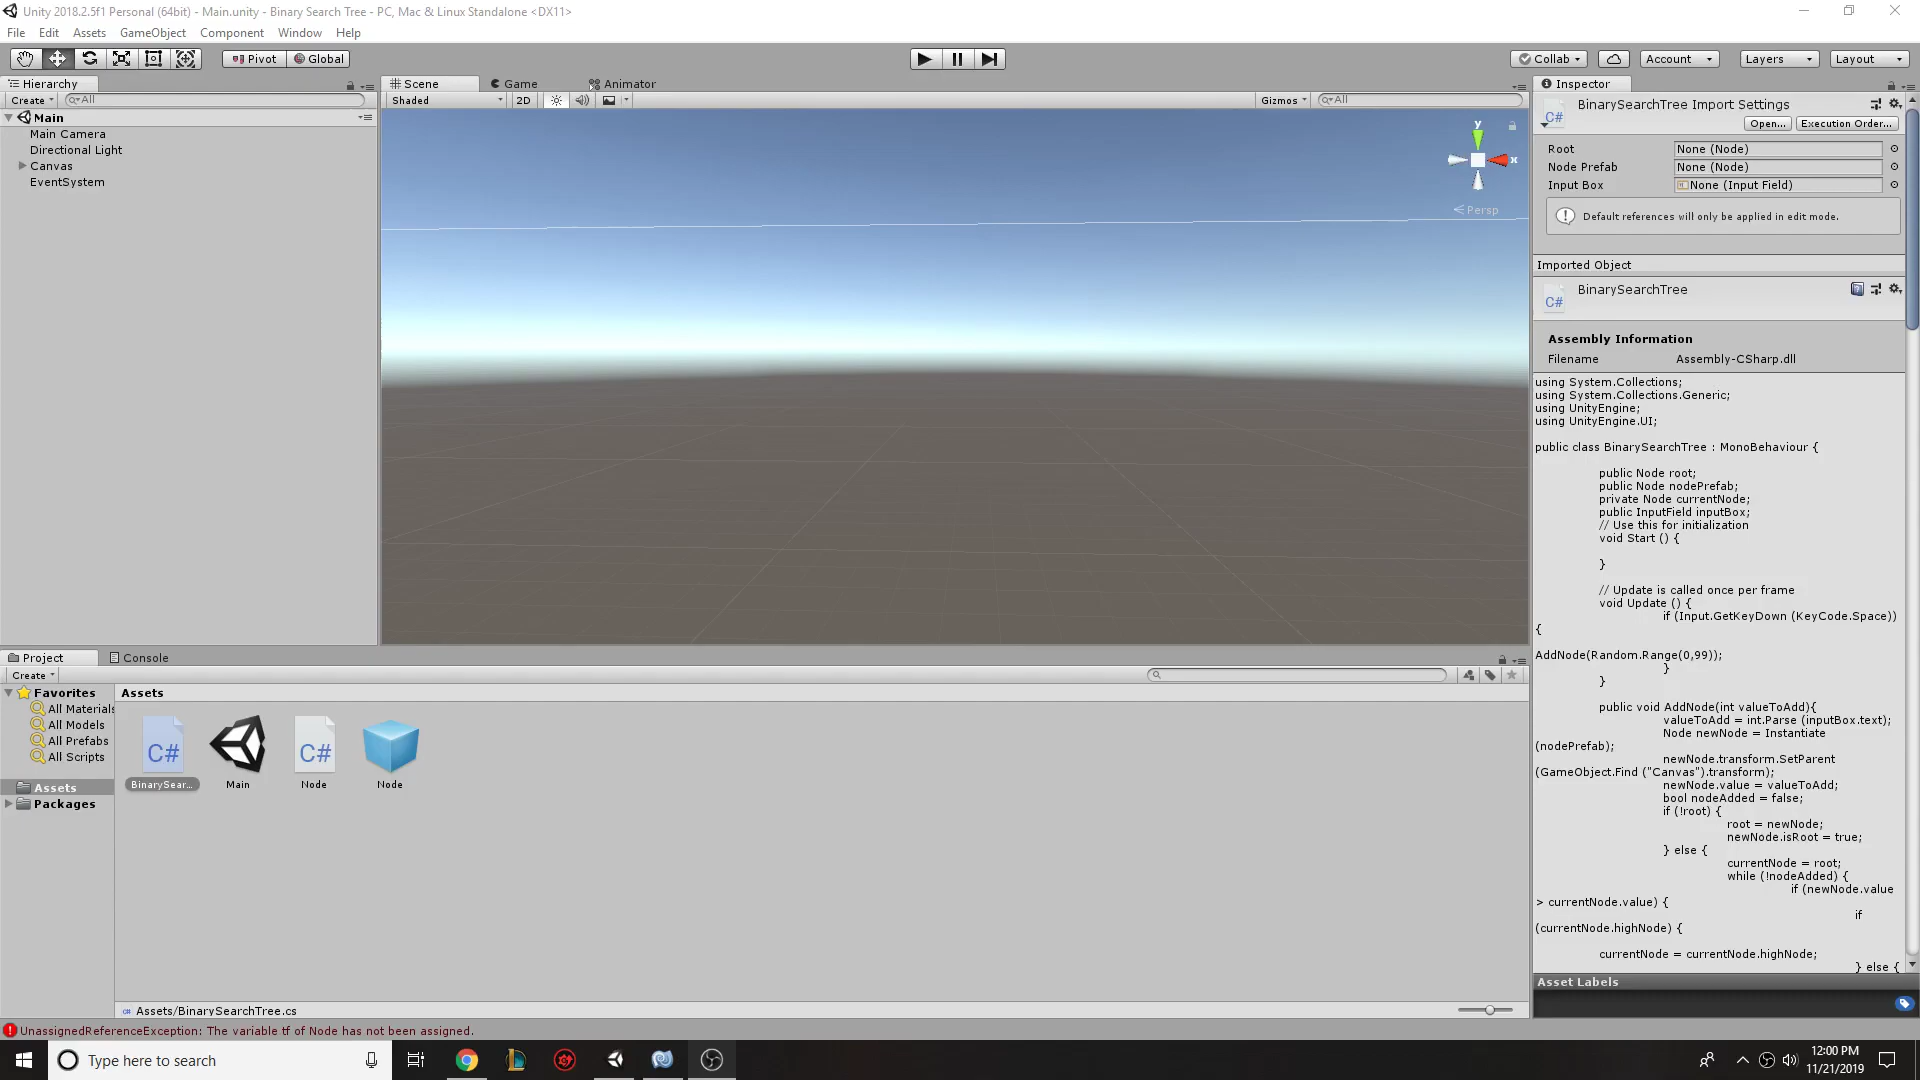 Unity 2018.2.5f1 Personal (64bit) - Main.unity - Binary Search Tree - PC, Mac & Linux Standalone <DX11>
File Edit Assets GameObject Component Window Help
Pivot Global
Collab Account Layers Layout
Hierarchy
Create All
Main
Main Camera
Directional Light
Canvas
EventSystem
Scene Game Animator
Shaded 2D Gizmos All
y
x
Persp
Inspector
BinarySearchTree Import Settings
C#
Open... Execution Order...
Root None (Node)
Node Prefab None (Node)
Input Box None (Input Field)
Default references will only be applied in edit mode.
Imported Object
BinarySearchTree
C#
Assembly Information
Filename Assembly-CSharp.dll
using System.Collections;
using System.Collections.Generic;
using UnityEngine;
using UnityEngine.UI;
public class BinarySearchTree : MonoBehaviour {
public Node root;
public Node nodePrefab;
private Node currentNode;
public InputField inputBox;
// Use this for initialization
void Start () {
}
// Update is called once per frame
void Update () {
if (Input.GetKeyDown (KeyCode.Space))
{
AddNode(Random.Range(0,99));
}
}
public void AddNode(int valueToAdd){
valueToAdd = int.Parse (inputBox.text);
Node newNode = Instantiate
(nodePrefab);
newNode.transform.SetParent
(GameObject.Find ("Canvas").transform);
newNode.value = valueToAdd;
bool nodeAdded = false;
if (!root) {
root = newNode;
newNode.isRoot = true;
} else {
currentNode = root;
while (!nodeAdded) {
if (newNode.value
> currentNode.value) {
if
(currentNode.highNode) {
currentNode = currentNode.highNode;
} else {
Asset Labels
Project Console
Create
Favorites
All Materials
All Models
All Prefabs
All Scripts
Assets
Packages
Assets
C# C#
BinarySear... Main Node Node
Assets/BinarySearchTree.cs
UnassignedReferenceException: The variable tf of Node has not been assigned.
Type here to search
12:00 PM
11/21/2019